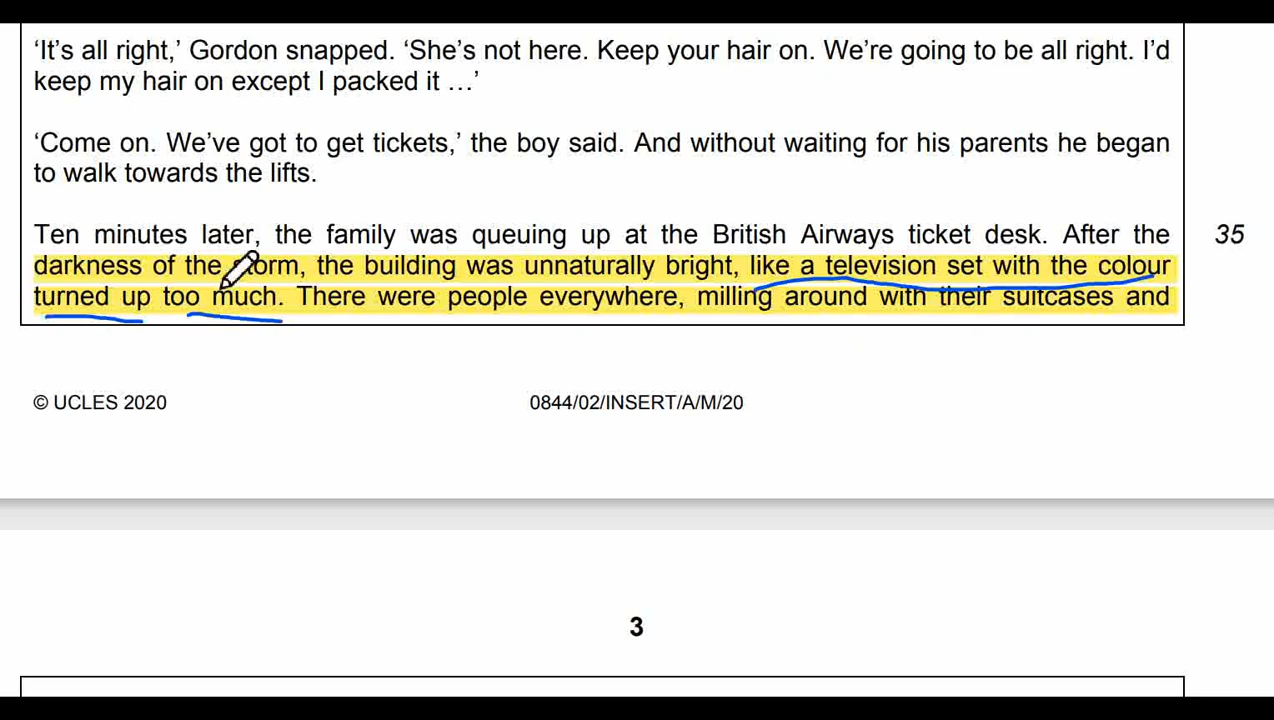 ‘It’s all right,’ Gordon snapped. ‘She’s not here. Keep your hair on. We’re going to be all right. I’d
keep my hair on except I packed it …’
‘Come on. We’ve got to get tickets,’ the boy said. And without waiting for his parents he began
to walk towards the lifts.
Ten minutes later, the family was queuing up at the British Airways ticket desk. After the 35
darkness of the storm, the building was unnaturally bright, like a television set with the colour
turned up too much. There were people everywhere, milling around with their suitcases and
© UCLES 2020 0844/02/INSERT/A/M/20
3